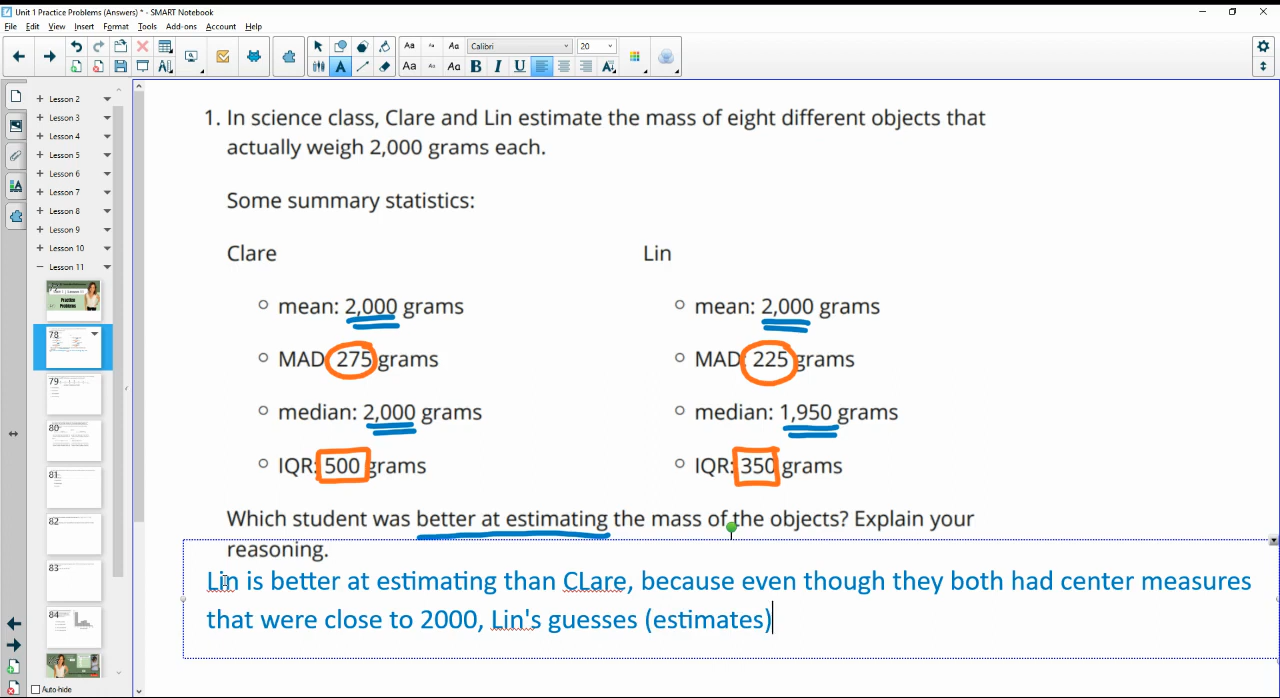 Unit 1 Practice Problems (Answers) * - SMART Notebook
File Edit View Insert Format Tools Add-ons Account Help
Calibri 20
Lesson 2
Lesson 3
Lesson 4
Lesson 5
Lesson 6
Lesson 7
Lesson 8
Lesson 9
Lesson 10
Lesson 11
Practice
Problems
78
79
80
81
82
83
84
Auto-hide
1. In science class, Clare and Lin estimate the mass of eight different objects that
actually weigh 2,000 grams each.
Some summary statistics:
Clare Lin
mean: 2,000 grams mean: 2,000 grams
MAD 275 grams MAD 225 grams
median: 2,000 grams median: 1,950 grams
IQR: 500 grams IQR: 350 grams
Which student was better at estimating the mass of the objects? Explain your
reasoning.
Lin is better at estimating than CLare, because even though they both had center measures
that were close to 2000, Lin's guesses (estimates)